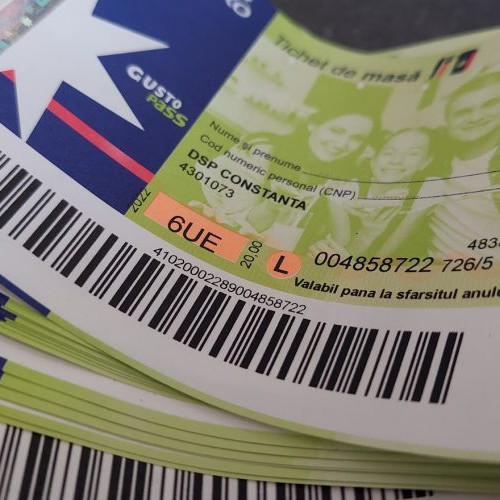 GUSTO
PASS
Tichet de masă
Nume și prenume
Cod numeric personal (CNP)
DSP CONSTANTA
4301073
2022
6UE
20,00
L
004858722 726/5
Valabil pana la sfarsitul
41020002289004858722